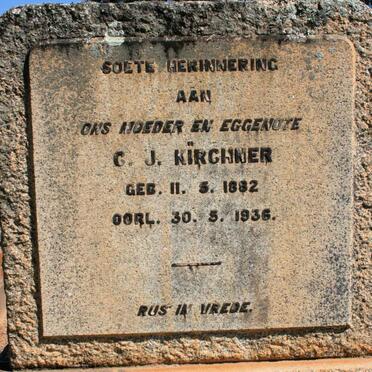 SOETE HERINNERING
AAN
ONS MOEDER EN EGGENOTE
C. J. KIRCHNER
GEB. 11. 5. 1882
OORL. 30. 5. 1936.
RUS IN VREDE.